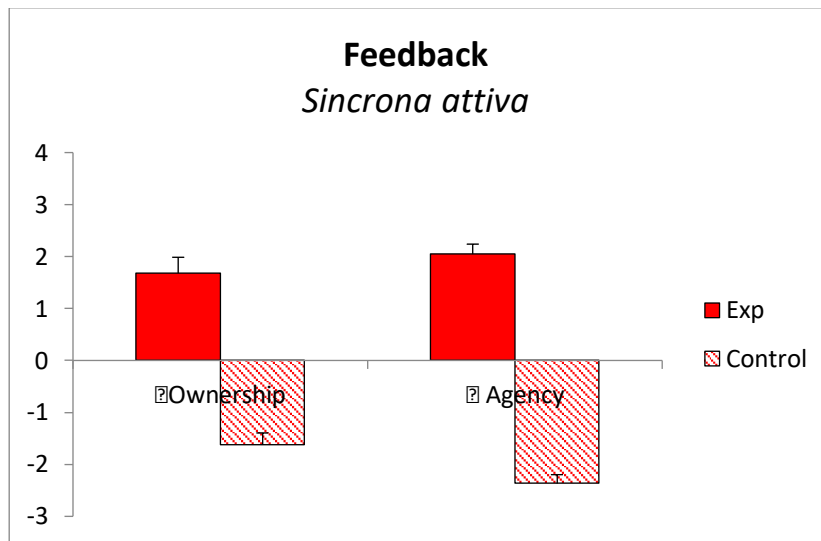 Feedback
Sincrona attiva
4
3
2
1
0
-1
-2
-3
Ownership
Agency
Exp
Control